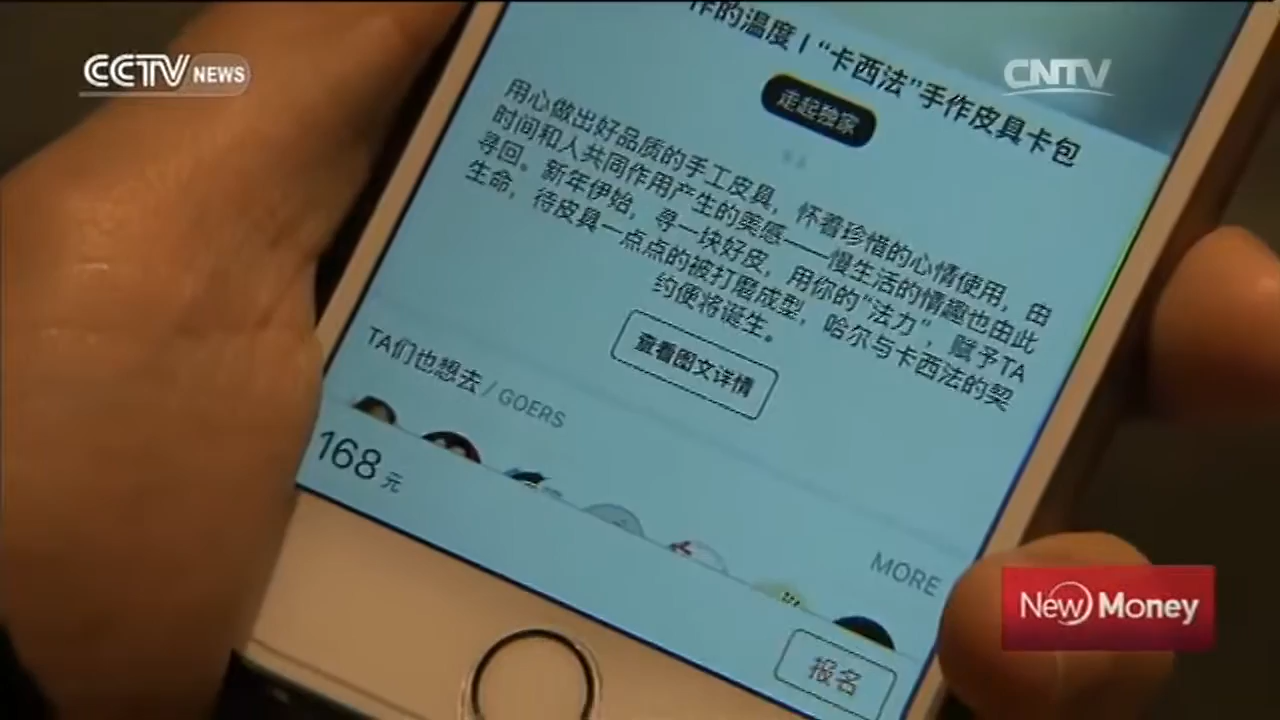 CCTV NEWS
CNTV
作的温度 | “卡西法”手作皮具卡包
走起独家
用心做出好品质的手工皮具，怀着珍惜的心情使用，由
时间和人共同作用产生的美感——慢生活的情趣也由此
寻回。新年伊始，寻一块好皮，用你的“法力”，赋予TA
生命，待皮具一点点的被打磨成型，哈尔与卡西法的契
约便将诞生。
查看图文详情
TA们也想去 / GOERS
168元
MORE
报名
New Money